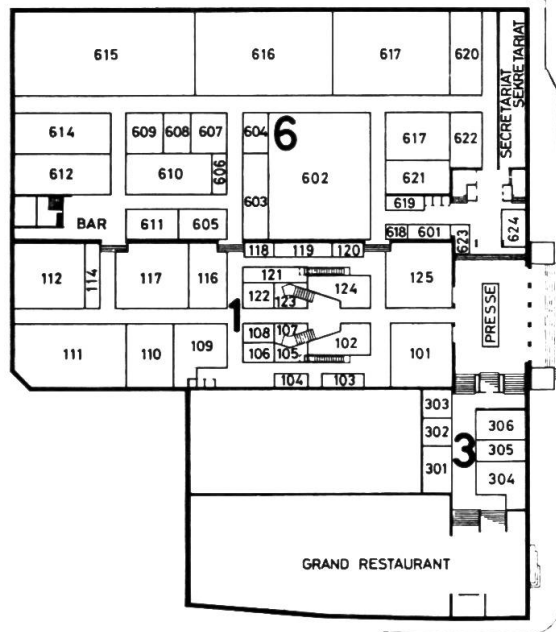 615 616 617 620
SECRETARIAT
SEKRETARIAT
614 609 608 607 604 6 617 622
612 610 606 602 621
603 619
BAR 611 605 618 601 623 624
118 119 120
112 114 117 116 121 124 125
122 123
1 PRESSE
108 107 102
111 110 109 106 105 101
104 103
303
302 306
3 305
301 304
GRAND RESTAURANT